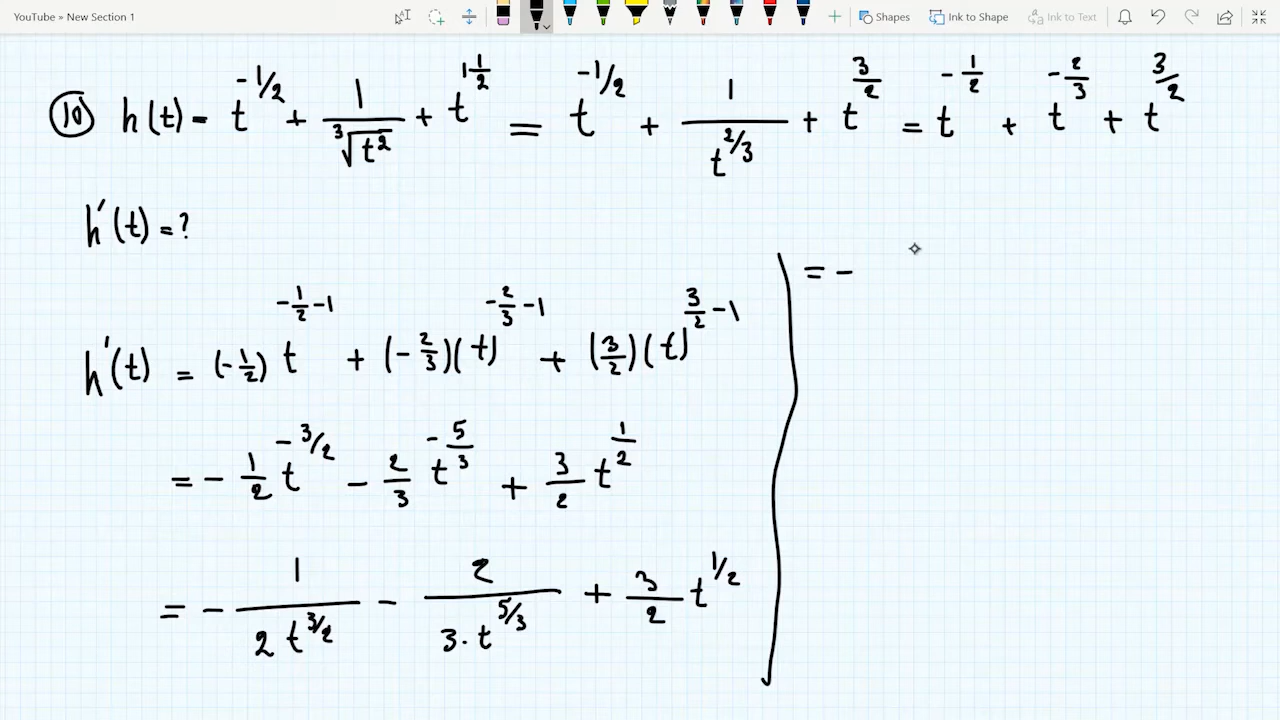 YouTube » New Section 1
Shapes Ink to Shape Ink to Text
10 h(t) = t^{-1/2} + 1/∛(t^2) + t^{1 1/2} = t^{-1/2} + 1/t^{2/3} + t^{3/2} = t^{-1/2} + t^{-2/3} + t^{3/2}
h'(t) = ?
h'(t) = (-1/2) t^{-1/2-1} + (-2/3)(t)^{-2/3-1} + (3/2)(t)^{3/2-1}
= - 1/2 t^{-3/2} - 2/3 t^{-5/3} + 3/2 t^{1/2}
= - 1/(2 t^{3/2}) - 2/(3 · t^{5/3}) + 3/2 t^{1/2}
= -